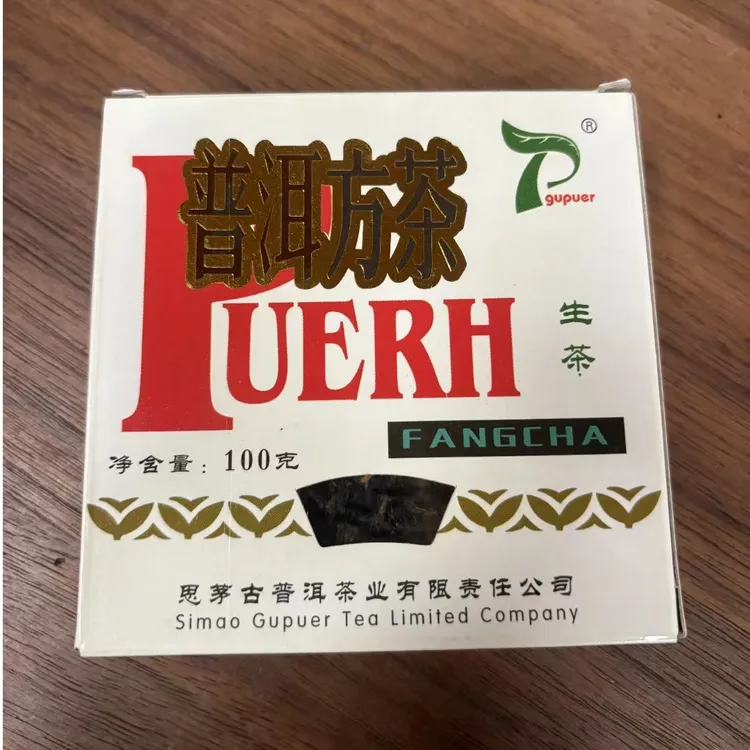 普洱方茶
®
gupuer
PUERH
生茶
FANGCHA
净含量：100克
思茅古普洱茶业有限责任公司
Simao Gupuer Tea Limited Company